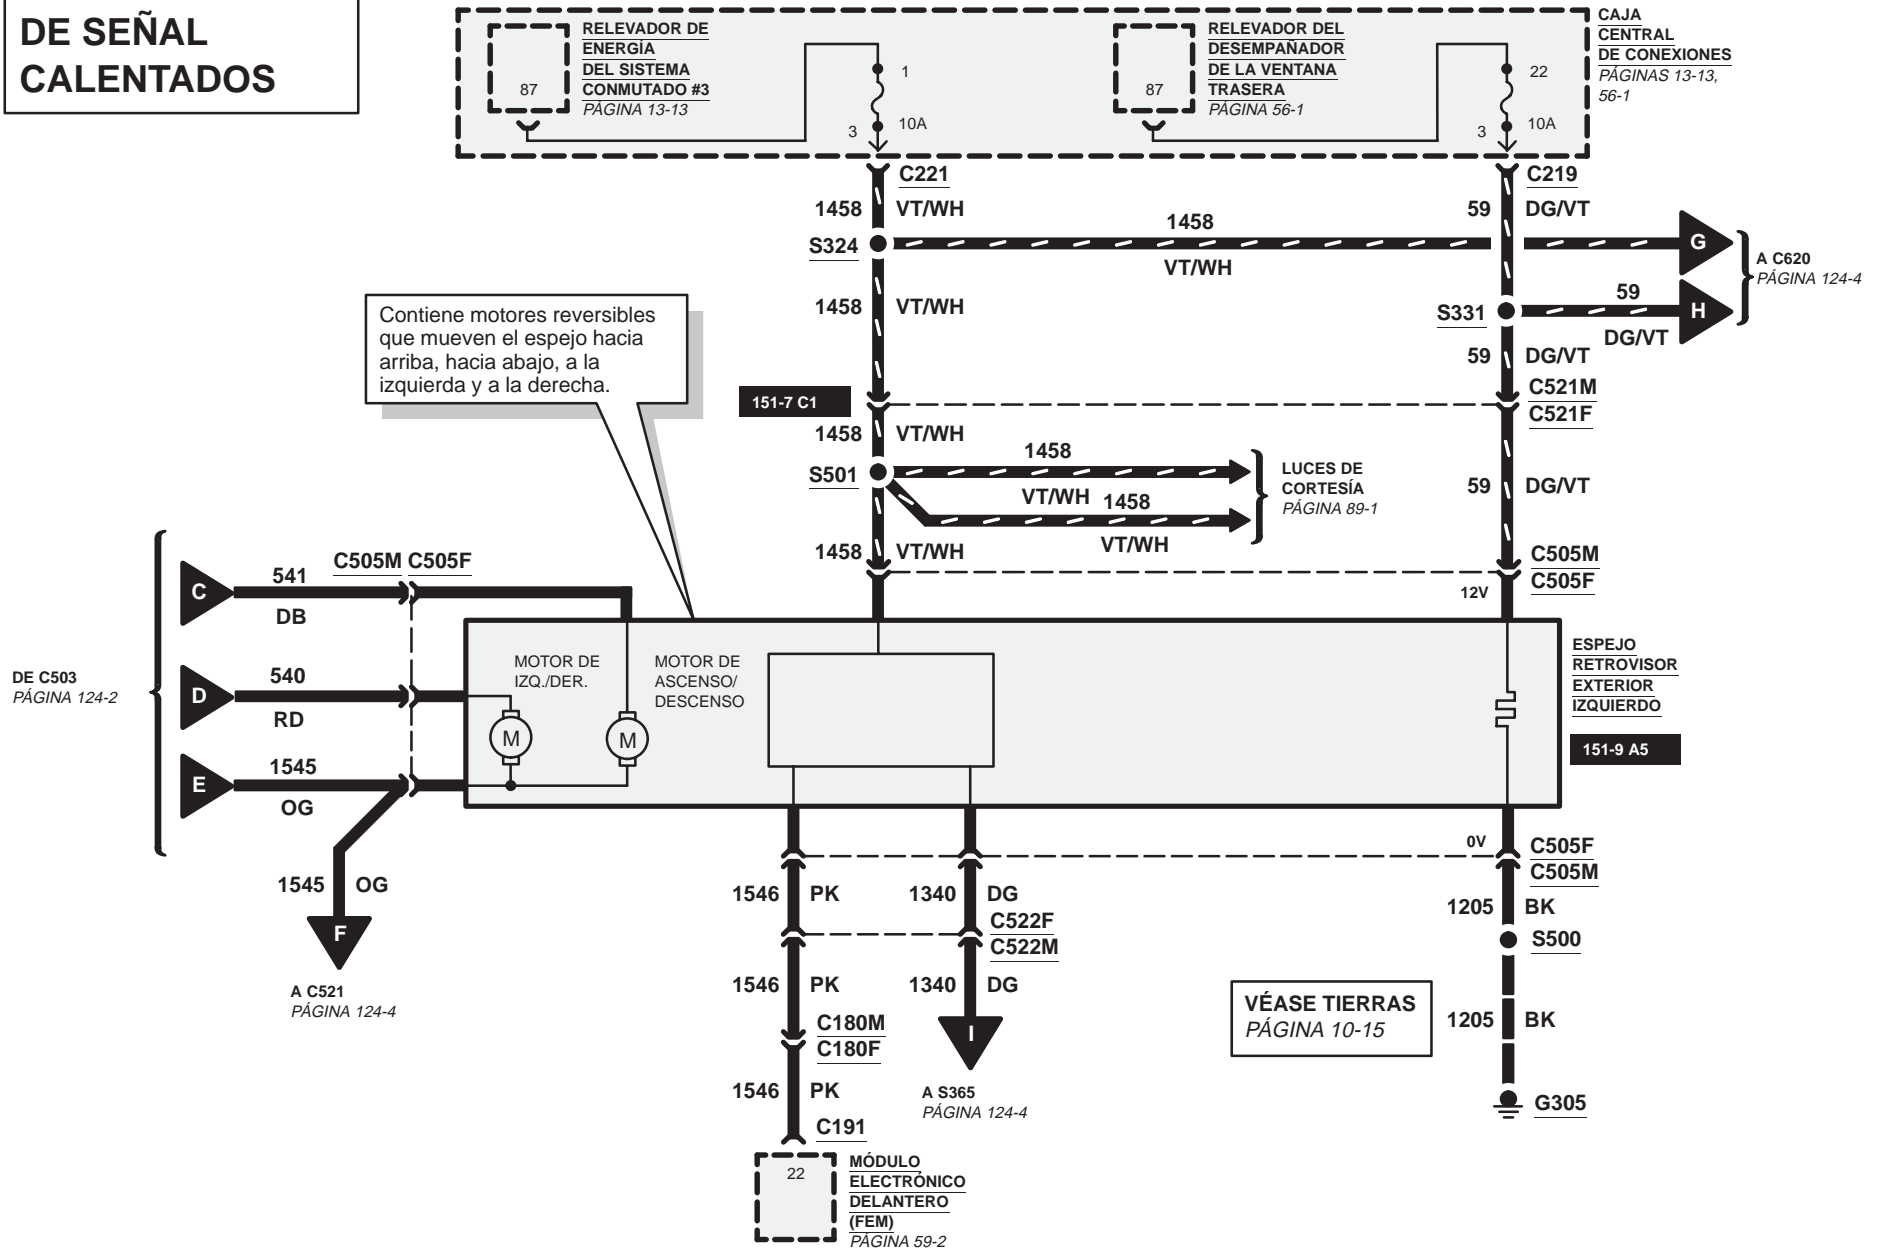 DE SEÑAL
CALENTADOS
87
RELEVADOR DE
ENERGÍA
DEL SISTEMA
CONMUTADO #3
PÁGINA 13-13
1
3
10A
87
RELEVADOR DEL
DESEMPAÑADOR
DE LA VENTANA
TRASERA
PÁGINA 56-1
22
3
10A
CAJA
CENTRAL
DE CONEXIONES
PÁGINAS 13-13,
56-1
C221
C219
1458 VT/WH
59 DG/VT
1458
S324
VT/WH
G
A C620
PÁGINA 124-4
1458 VT/WH
59
S331
H
DG/VT
59 DG/VT
Contiene motores reversibles
que mueven el espejo hacia
arriba, hacia abajo, a la
izquierda y a la derecha.
151-7 C1
C521M
C521F
1458 VT/WH
1458
S501
VT/WH
1458
VT/WH
LUCES DE
CORTESÍA
PÁGINA 89-1
59 DG/VT
1458 VT/WH
C505M
C505F
12V
C505M C505F
C
541
DB
DE C503
PÁGINA 124-2
D
540
RD
E
1545
OG
MOTOR DE
IZQ./DER.
M
MOTOR DE
ASCENSO/
DESCENSO
M
ESPEJO
RETROVISOR
EXTERIOR
IZQUIERDO
151-9 A5
1545 OG
F
A C521
PÁGINA 124-4
0V
C505F
C505M
1546 PK
1340 DG
1205 BK
C522F
C522M
S500
1546 PK
1340 DG
C180M
C180F
I
A S365
PÁGINA 124-4
VÉASE TIERRAS
PÁGINA 10-15
1205 BK
G305
1546 PK
C191
22
MÓDULO
ELECTRÓNICO
DELANTERO
(FEM)
PÁGINA 59-2